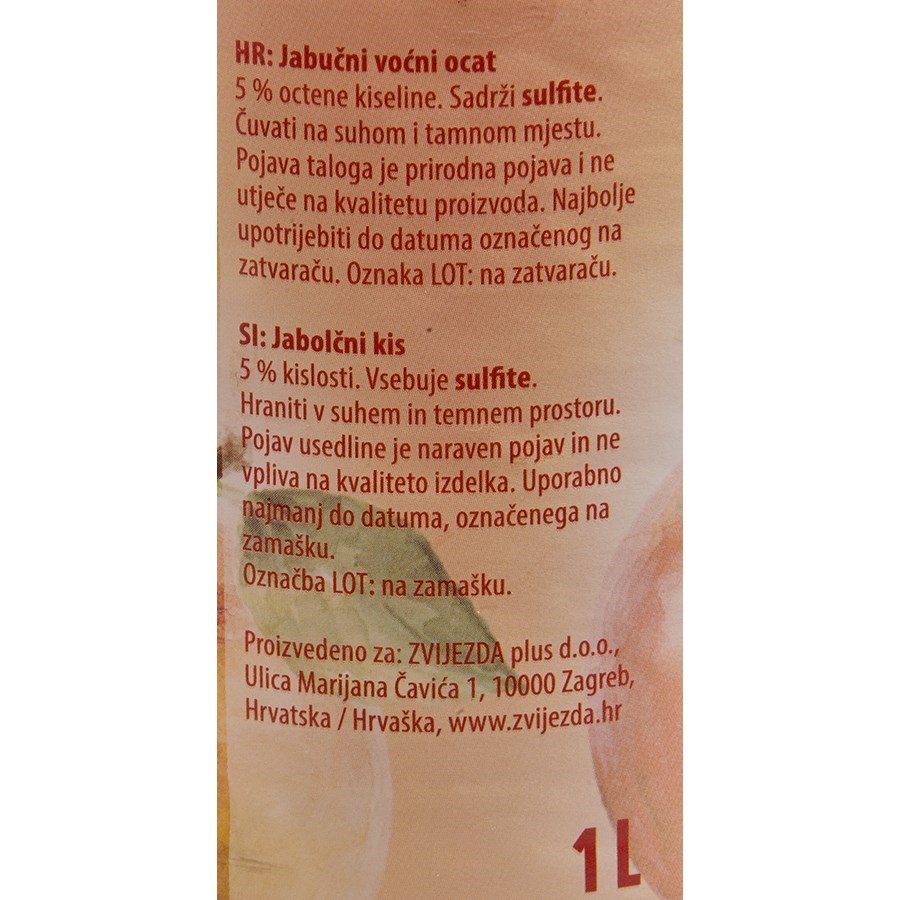 HR: Jabučni voćni ocat
5 % octene kiseline. Sadrži sulfite.
Čuvati na suhom i tamnom mjestu.
Pojava taloga je prirodna pojava i ne
utječe na kvalitetu proizvoda. Najbolje
upotrijebiti do datuma označenog na
zatvaraču. Oznaka LOT: na zatvaraču.
SI: Jabolčni kis
5 % kislosti. Vsebuje sulfite.
Hraniti v suhem in temnem prostoru.
Pojav usedline je naraven pojav in ne
vpliva na kvaliteto izdelka. Uporabno
najmanj do datuma, označenega na
zamašku.
Označba LOT: na zamašku.
Proizvedeno za: ZVIJEZDA plus d.o.o.,
Ulica Marijana Čavića 1, 10000 Zagreb,
Hrvatska / Hrvaška, www.zvijezda.hr
1 L